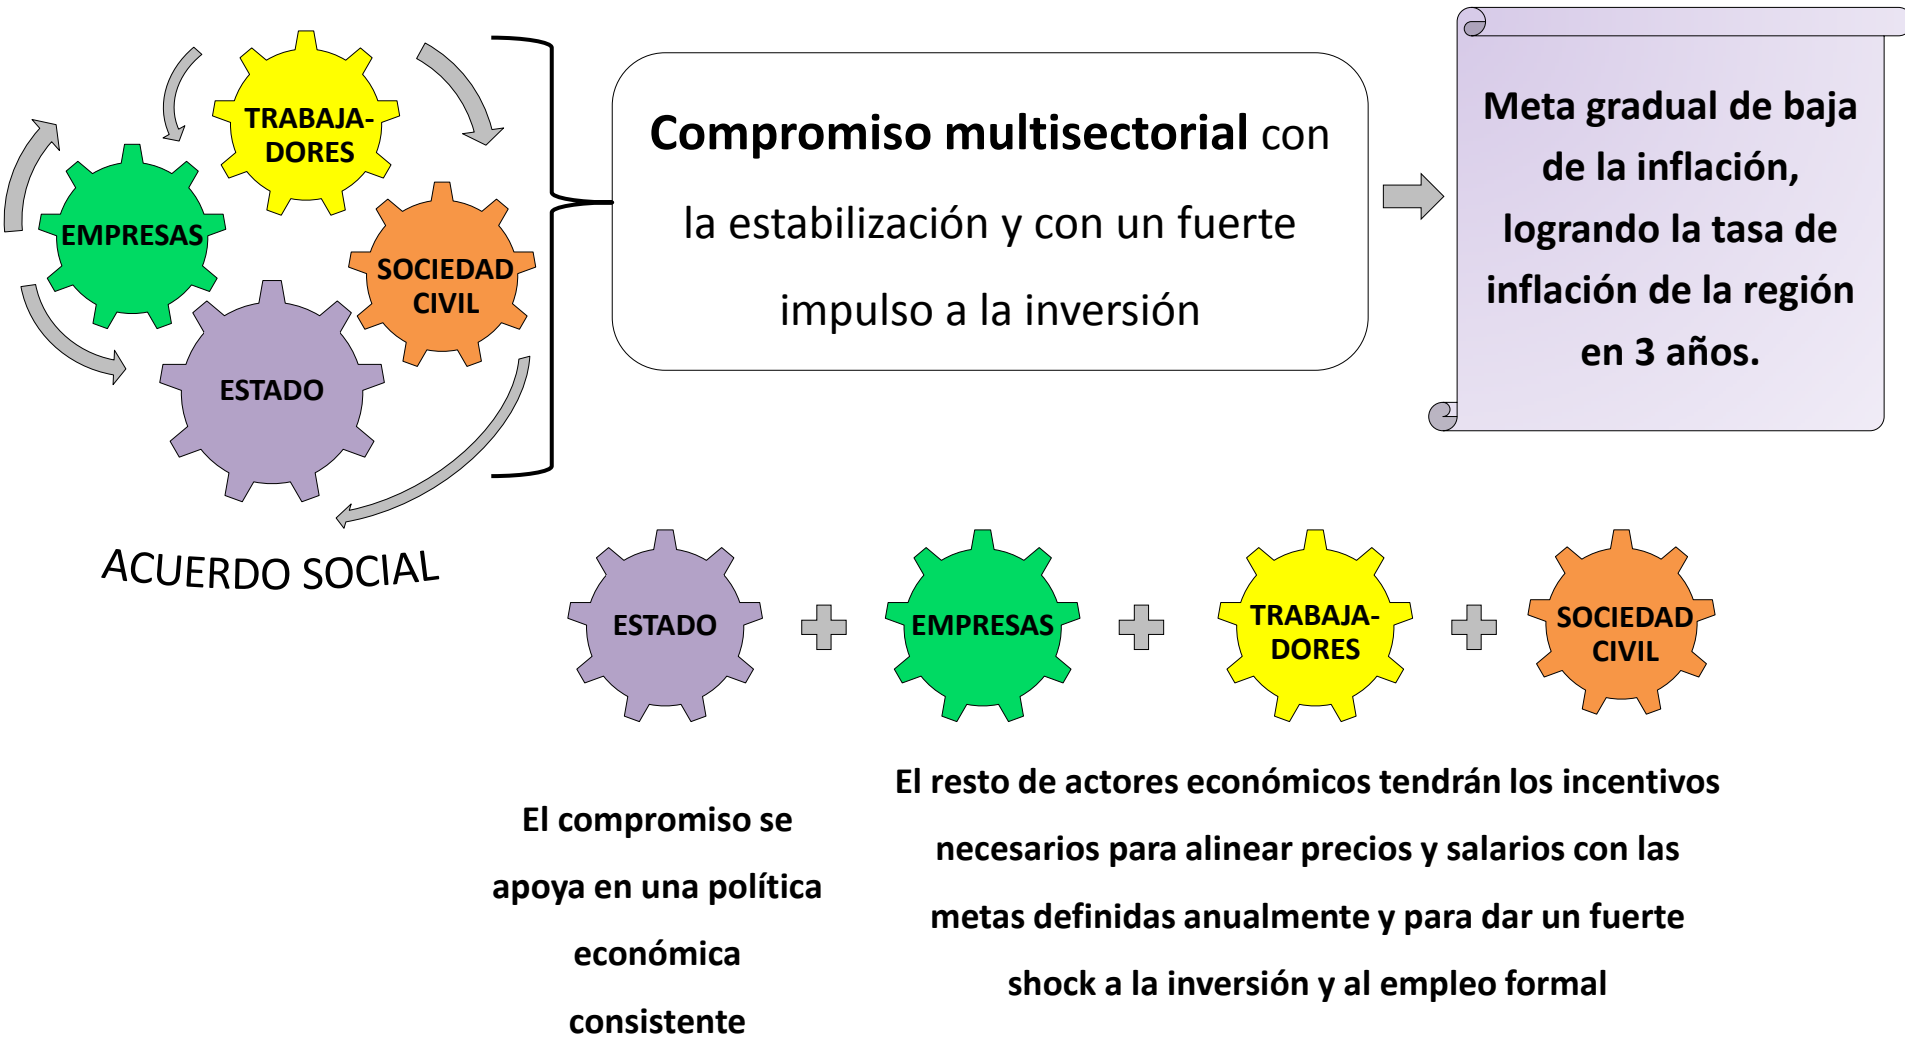 TRABAJA-
DORES
EMPRESAS
SOCIEDAD
CIVIL
ESTADO
ACUERDO SOCIAL
Compromiso multisectorial con
la estabilización y con un fuerte
impulso a la inversión
Meta gradual de baja
de la inflación,
logrando la tasa de
inflación de la región
en 3 años.
ESTADO
EMPRESAS
TRABAJA-
DORES
SOCIEDAD
CIVIL
El compromiso se
apoya en una política
económica
consistente
El resto de actores económicos tendrán los incentivos
necesarios para alinear precios y salarios con las
metas definidas anualmente y para dar un fuerte
shock a la inversión y al empleo formal